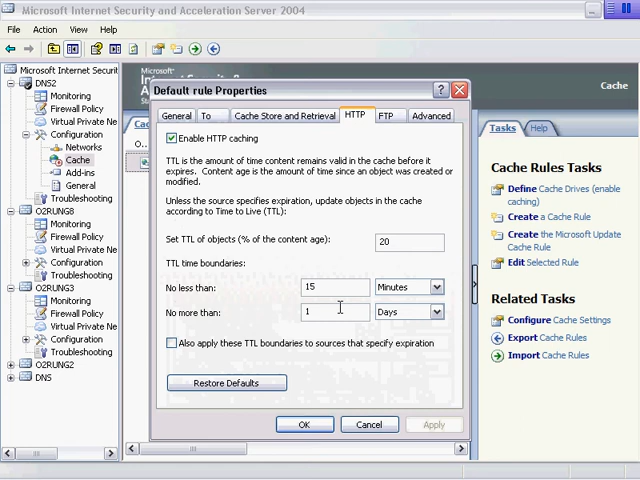 Microsoft Internet Security and Acceleration Server 2004
File Action View Help
Microsoft Internet Securit
DNS2
Monitoring
Firewall Policy
Virtual Private Ne
Configuration
Networks
Cache
Add-ins
General
Troubleshooting
O2RUNG8
Monitoring
Firewall Policy
Virtual Private Ne
Configuration
Troubleshooting
O2RUNG3
Monitoring
Firewall Policy
Virtual Private Ne
Configuration
Troubleshooting
O2RUNG2
DNS
Microsoft
Cache
O..
Default rule Properties
General To Cache Store and Retrieval HTTP FTP Advanced
Enable HTTP caching
TTL is the amount of time content remains valid in the cache before it
expires. Content age is the amount of time since an object was created or
modified.
Unless the source specifies expiration, update objects in the cache
according to Time to Live (TTL):
Set TTL of objects (% of the content age): 20
TTL time boundaries:
No less than: 15 Minutes
No more than: 1 Days
Also apply these TTL boundaries to sources that specify expiration
Restore Defaults
OK Cancel Apply
Tasks Help
Cache Rules Tasks
Define Cache Drives (enable
caching)
Create a Cache Rule
Create the Microsoft Update
Cache Rule
Edit Selected Rule
Related Tasks
Configure Cache Settings
Export Cache Rules
Import Cache Rules